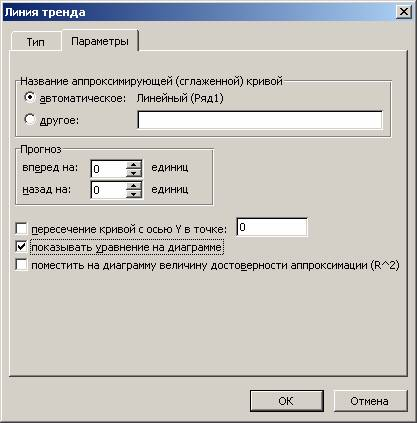 Линия тренда
Тип
Параметры
Название аппроксимирующей (сглаженной) кривой
автоматическое: Линейный (Ряд1)
другое:
Прогноз
вперед на: 0 единиц
назад на: 0 единиц
пересечение кривой с осью Y в точке: 0
показывать уравнение на диаграмме
поместить на диаграмму величину достоверности аппроксимации (R^2)
ОК
Отмена